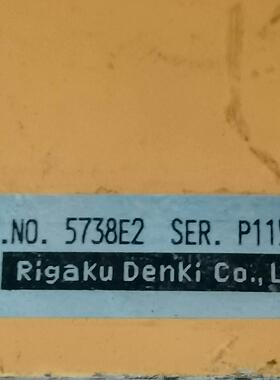 .NO. 5738E2 SER. P11
Rigaku Denki Co., L